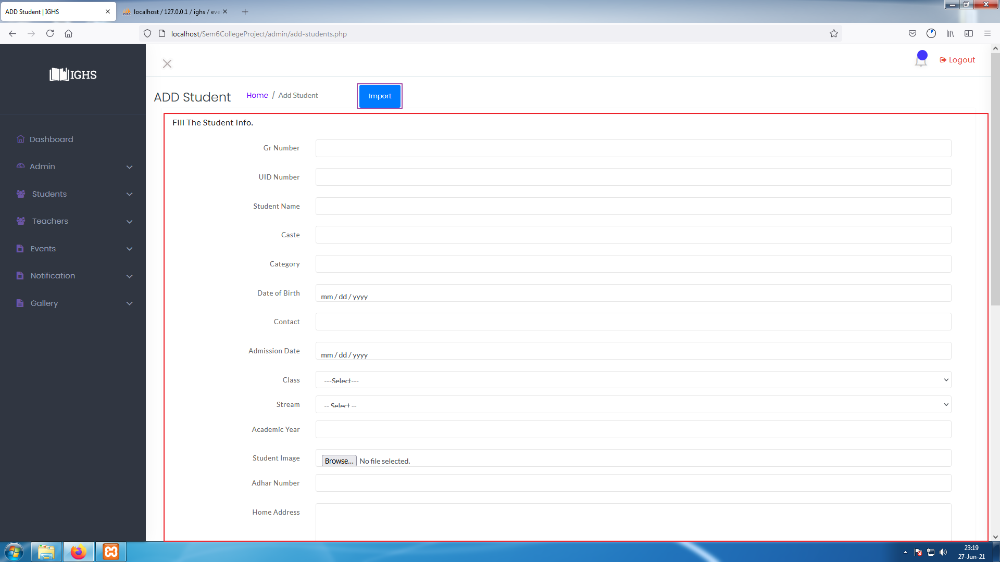 ADD Student | IGHS
localhost / 127.0.0.1 / ighs / eve
localhost/Sem6CollegeProject/admin/add-students.php
IGHS
Logout
ADD Student
Home / Add Student
Import
Dashboard
Admin
Students
Teachers
Events
Notification
Gallery
Fill The Student Info.
Gr Number
UID Number
Student Name
Caste
Category
Date of Birth
mm / dd / yyyy
Contact
Admission Date
mm / dd / yyyy
Class
---Select---
Stream
-- Select --
Academic Year
Student Image
Browse... No file selected.
Adhar Number
Home Address
23:19
27-Jun-21